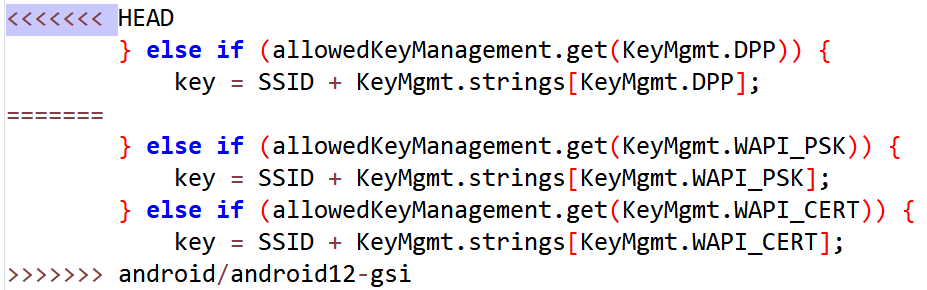 <<<<<<< HEAD
        } else if (allowedKeyManagement.get(KeyMgmt.DPP)) {
            key = SSID + KeyMgmt.strings[KeyMgmt.DPP];
=======
        } else if (allowedKeyManagement.get(KeyMgmt.WAPI_PSK)) {
            key = SSID + KeyMgmt.strings[KeyMgmt.WAPI_PSK];
        } else if (allowedKeyManagement.get(KeyMgmt.WAPI_CERT)) {
            key = SSID + KeyMgmt.strings[KeyMgmt.WAPI_CERT];
>>>>>>> android/android12-gsi